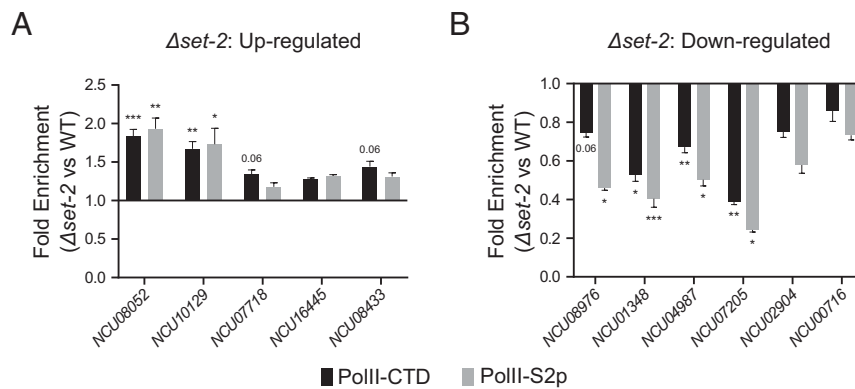 A
Δset-2: Up-regulated
Fold Enrichment
(Δset-2 vs WT)
2.5
2.0
1.5
1.0
0.5
0.0
***
**
**
*
0.06
0.06
NCU08052
NCU10129
NCU07718
NCU16445
NCU08433
B
Δset-2: Down-regulated
Fold Enrichment
(Δset-2 vs WT)
1.0
0.8
0.6
0.4
0.2
0.0
0.06
*
*
***
**
*
**
*
NCU08976
NCU01348
NCU04987
NCU07205
NCU02904
NCU00716
PolII-CTD
PolII-S2p